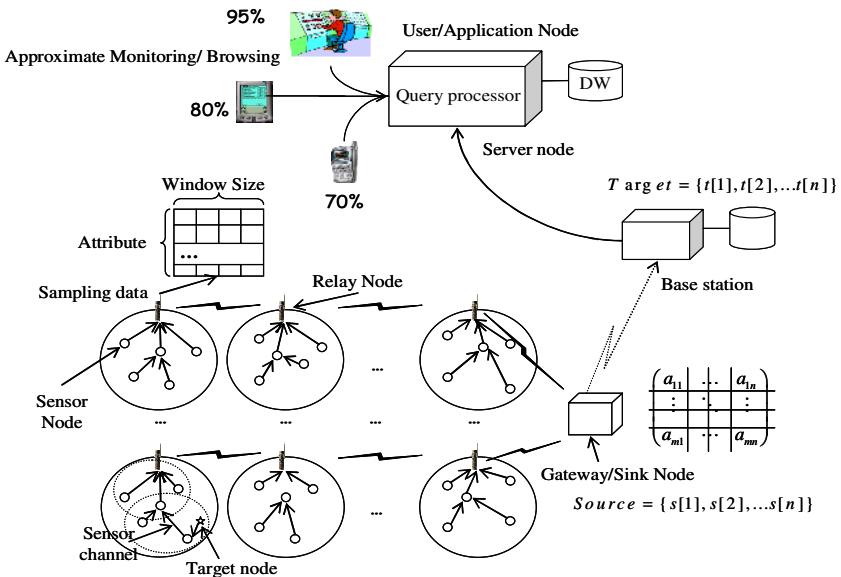 95%
User/Application Node
Approximate Monitoring/ Browsing
Query processor
DW
80%
Server node
70%
Window Size
T arg et = {t[1], t[2], ...t[n]}
Attribute
...
Sampling data
Relay Node
Base station
...
a11 ... a1n
: : :
am1 ... amn
Sensor
Node
... ... ...
Gateway/Sink Node
Source = {s[1], s[2], ...s[n]}
...
Sensor
channel
Target node